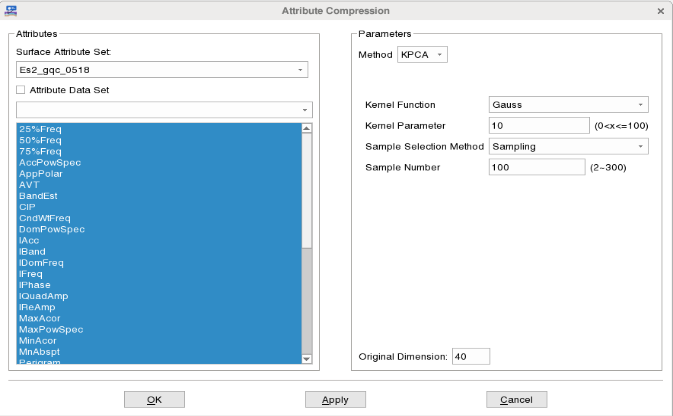 Attribute Compression
Attributes
Surface Attribute Set:
Es2_gqc_0518
Attribute Data Set
25%Freq
50%Freq
75%Freq
AccPowSpec
AppPolar
AVT
BandEst
CIP
CndWtFreq
DomPowSpec
IAcc
IBand
IDomFreq
IFreq
IPhase
IQuadAmp
IReAmp
MaxAcor
MaxPowSpec
MinAcor
MnAbspt
Perigram
Parameters
Method KPCA
Kernel Function Gauss
Kernel Parameter 10 (0<x<=100)
Sample Selection Method Sampling
Sample Number 100 (2~300)
Original Dimension: 40
OK Apply Cancel